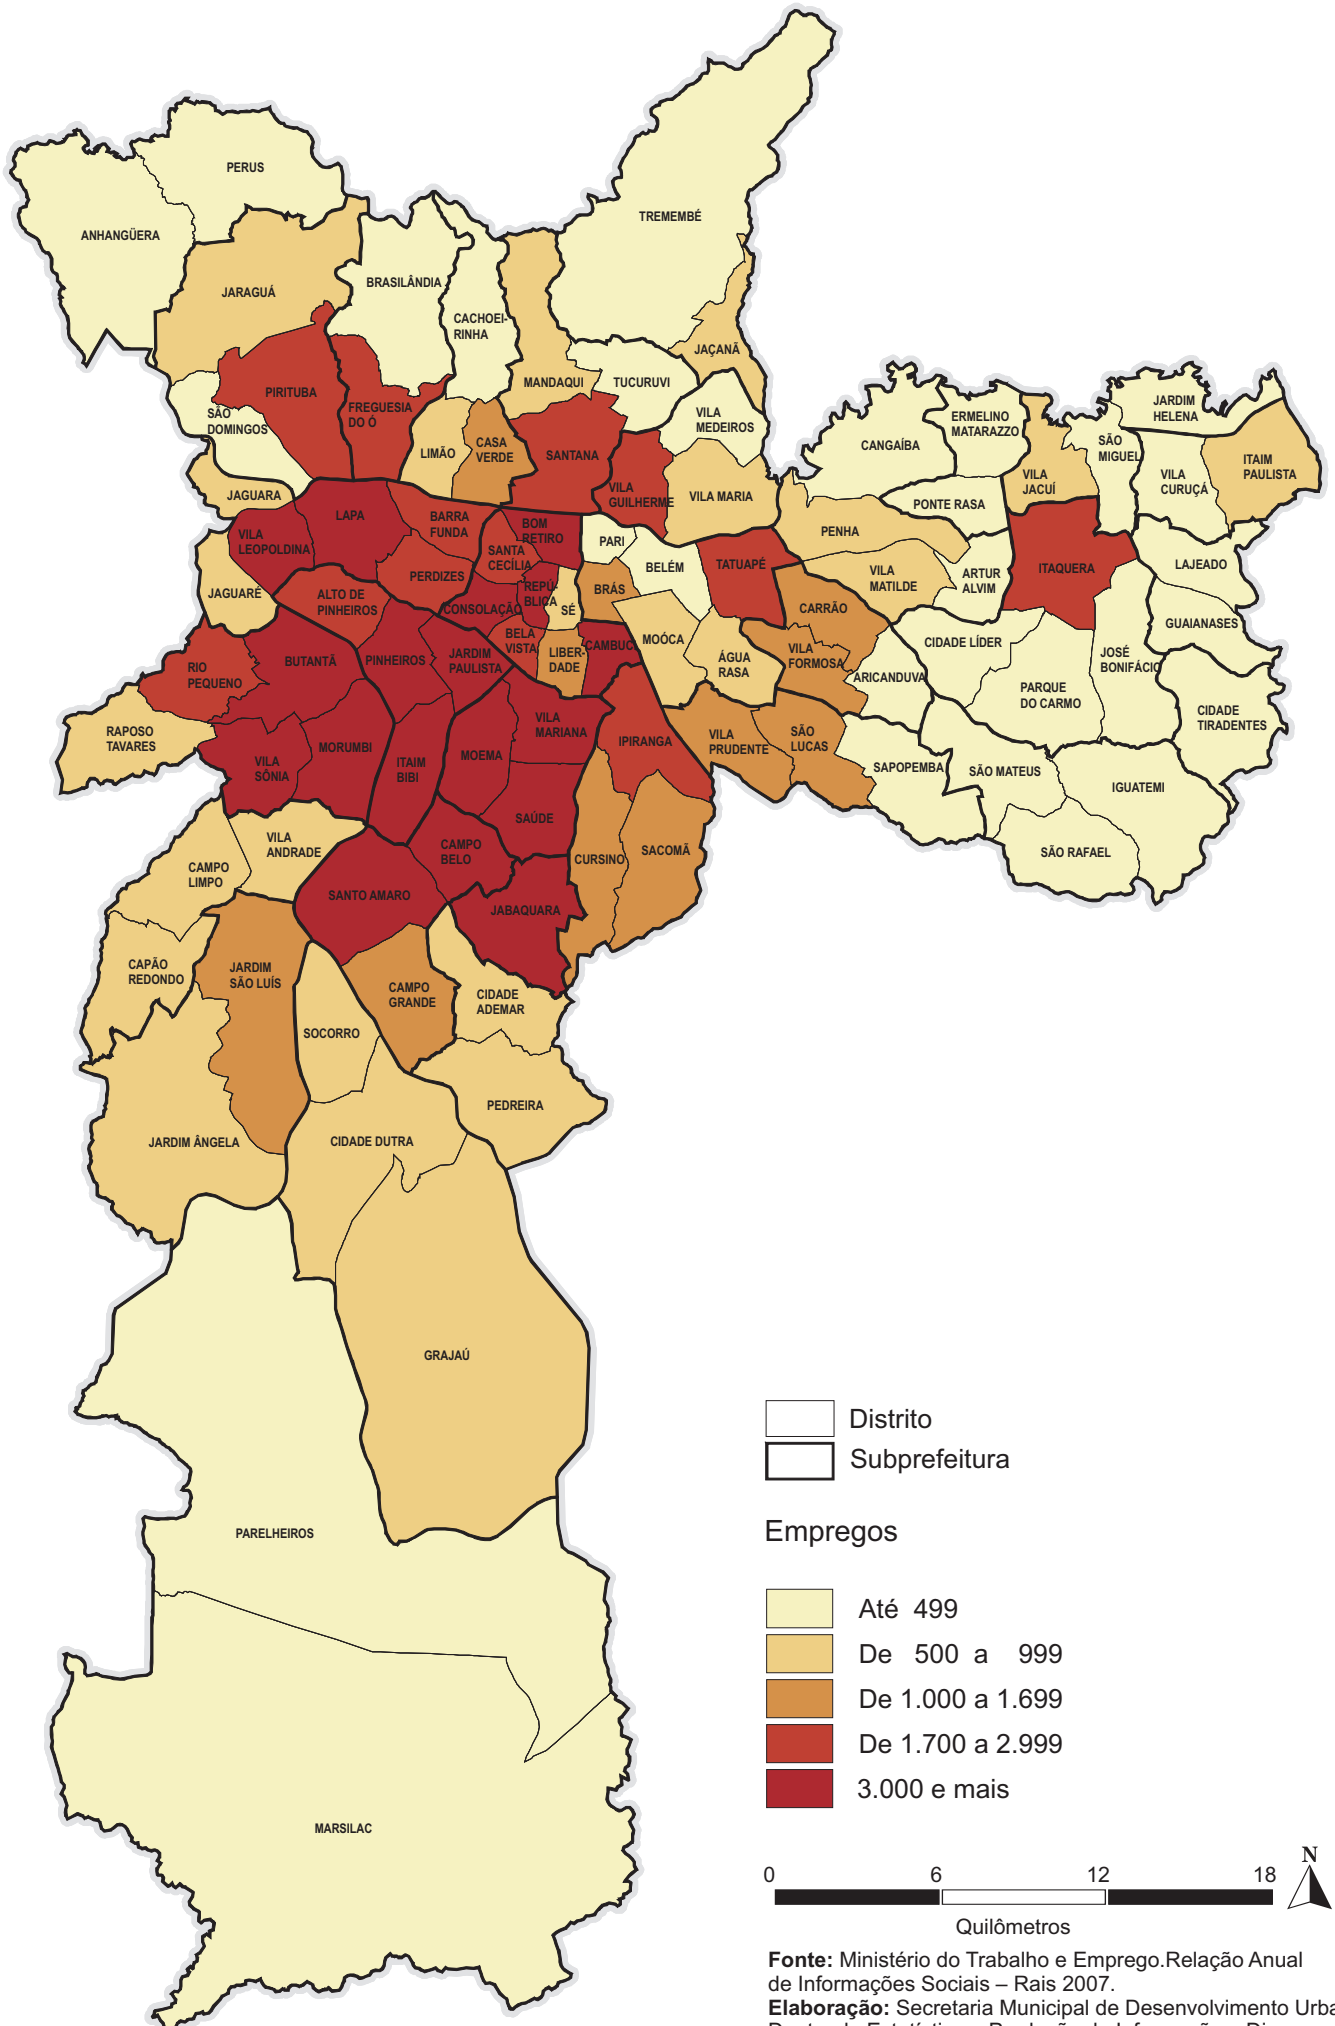 PERUS
TREMEMBÉ
ANHANGÜERA
BRASILÂNDIA
JARAGUÁ
CACHOEI-
RINHA
JAÇANÃ
MANDAQUI
TUCURUVI
PIRITUBA
FREGUESIA
DO Ó
SÃO
DOMINGOS
VILA
MEDEIROS
CASA
VERDE
LIMÃO
SANTANA
JARDIM
HELENA
ERMELINO
MATARAZZO
CANGAÍBA
SÃO
MIGUEL
ITAIM
PAULISTA
VILA
JACUÍ
VILA
CURUÇÁ
JAGUARA
VILA
GUILHERME
VILA MARIA
PONTE RASA
LAPA
BARRA
FUNDA
BOM
RETIRO
PENHA
VILA
LEOPOLDINA
PARI
SANTA
CECÍLIA
BELÉM
TATUAPÉ
ITAQUERA
LAJEADO
PERDIZES
VILA
MATILDE
ARTUR
ALVIM
JAGUARÉ
ALTO DE
PINHEIROS
CONSOLAÇÃO
REPÚ-
BLICA
SÉ
BRÁS
CARRÃO
GUAIANASES
BELA
VISTA
LIBER-
DADE
CAMBUCI
MOÓCA
CIDADE LÍDER
RIO
PEQUENO
BUTANTÃ
PINHEIROS
JARDIM
PAULISTA
ÁGUA
RASA
VILA
FORMOSA
JOSÉ
BONIFÁCIO
ARICANDUVA
PARQUE
DO CARMO
CIDADE
TIRADENTES
RAPOSO
TAVARES
VILA
MARIANA
MORUMBI
VILA
SÔNIA
ITAIM
BIBI
MOEMA
IPIRANGA
VILA
PRUDENTE
SÃO
LUCAS
SAPOPEMBA
SÃO MATEUS
IGUATEMI
SAÚDE
VILA
ANDRADE
CAMPO
BELO
CAMPO
LIMPO
CURSINO
SACOMÃ
SÃO RAFAEL
SANTO AMARO
JABAQUARA
CAPÃO
REDONDO
JARDIM
SÃO LUÍS
CAMPO
GRANDE
CIDADE
ADEMAR
SOCORRO
PEDREIRA
JARDIM ÂNGELA
CIDADE DUTRA
GRAJAÚ
PARELHEIROS
MARSILAC
Distrito
Subprefeitura
Empregos
Até 499
De 500 a 999
De 1.000 a 1.699
De 1.700 a 2.999
3.000 e mais
N
0 6 12 18
Quilômetros
Fonte: Ministério do Trabalho e Emprego.Relação Anual
de Informações Sociais – Rais 2007.
Elaboração: Secretaria Municipal de Desenvolvimento